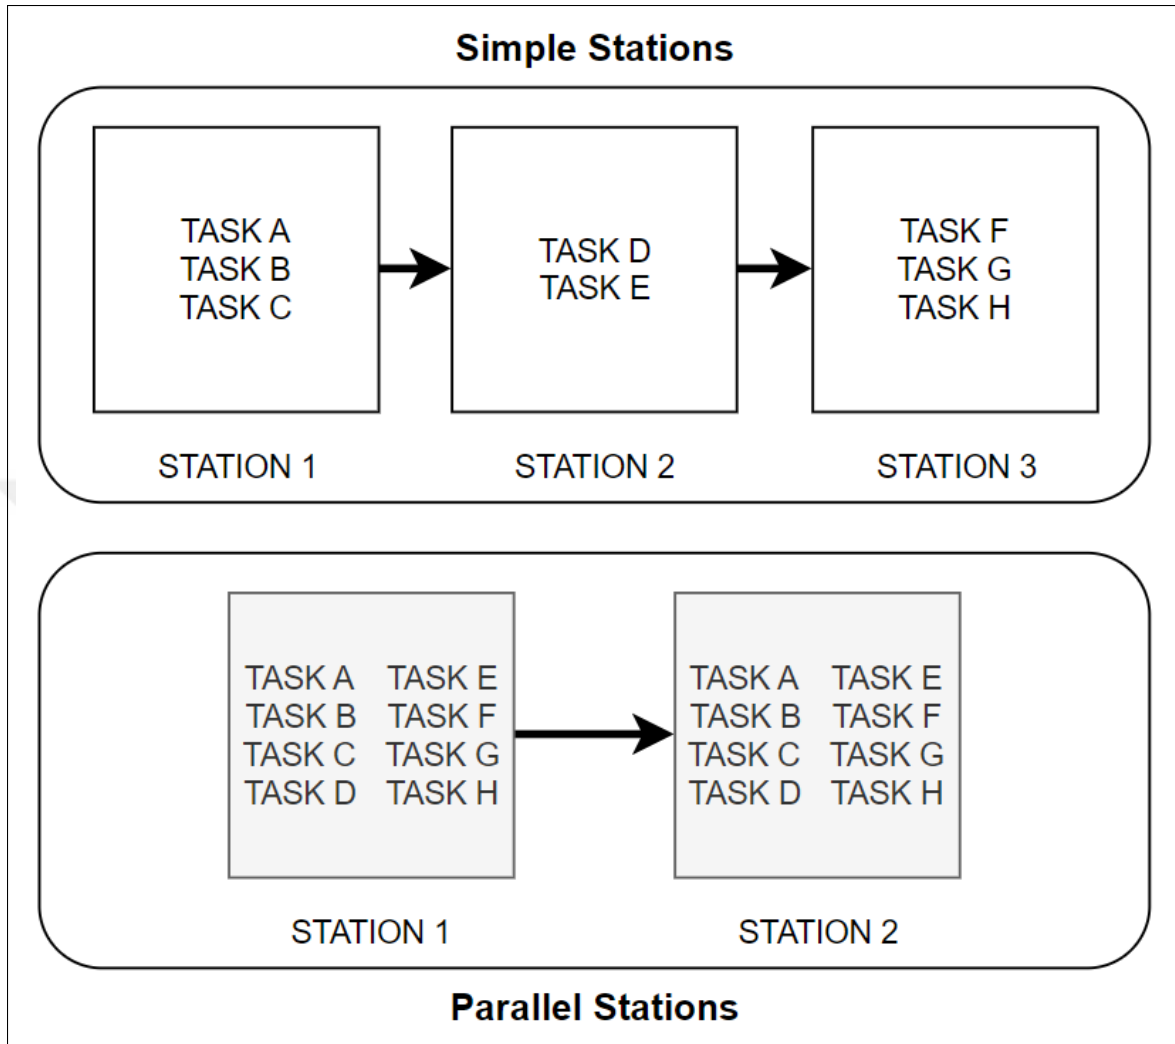 Simple Stations
TASK A
TASK B
TASK C
TASK D
TASK E
TASK F
TASK G
TASK H
STATION 1
STATION 2
STATION 3
TASK A TASK E
TASK B TASK F
TASK C TASK G
TASK D TASK H
TASK A TASK E
TASK B TASK F
TASK C TASK G
TASK D TASK H
STATION 1
STATION 2
Parallel Stations